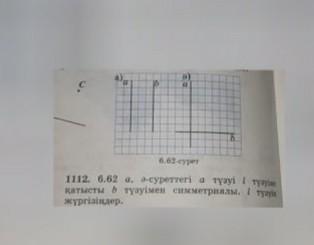 C
а) ә)
a b a
b
6.62-сурет
1112. 6.62 а, ә-суреттегі a түзуі l түзуіне
қатысты b түзуімен симметриялы. l түзуін
жүргізіңдер.